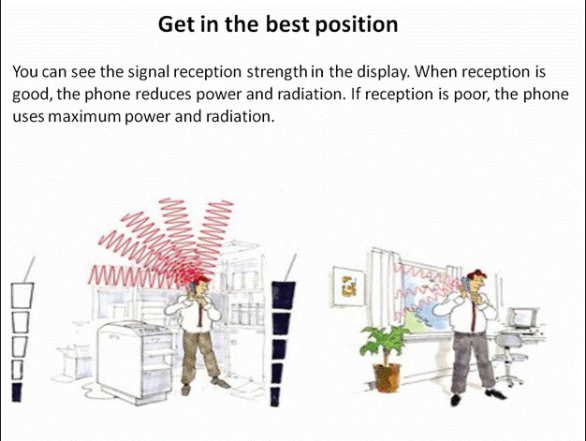 Get in the best position
You can see the signal reception strength in the display. When reception is
good, the phone reduces power and radiation. If reception is poor, the phone
uses maximum power and radiation.